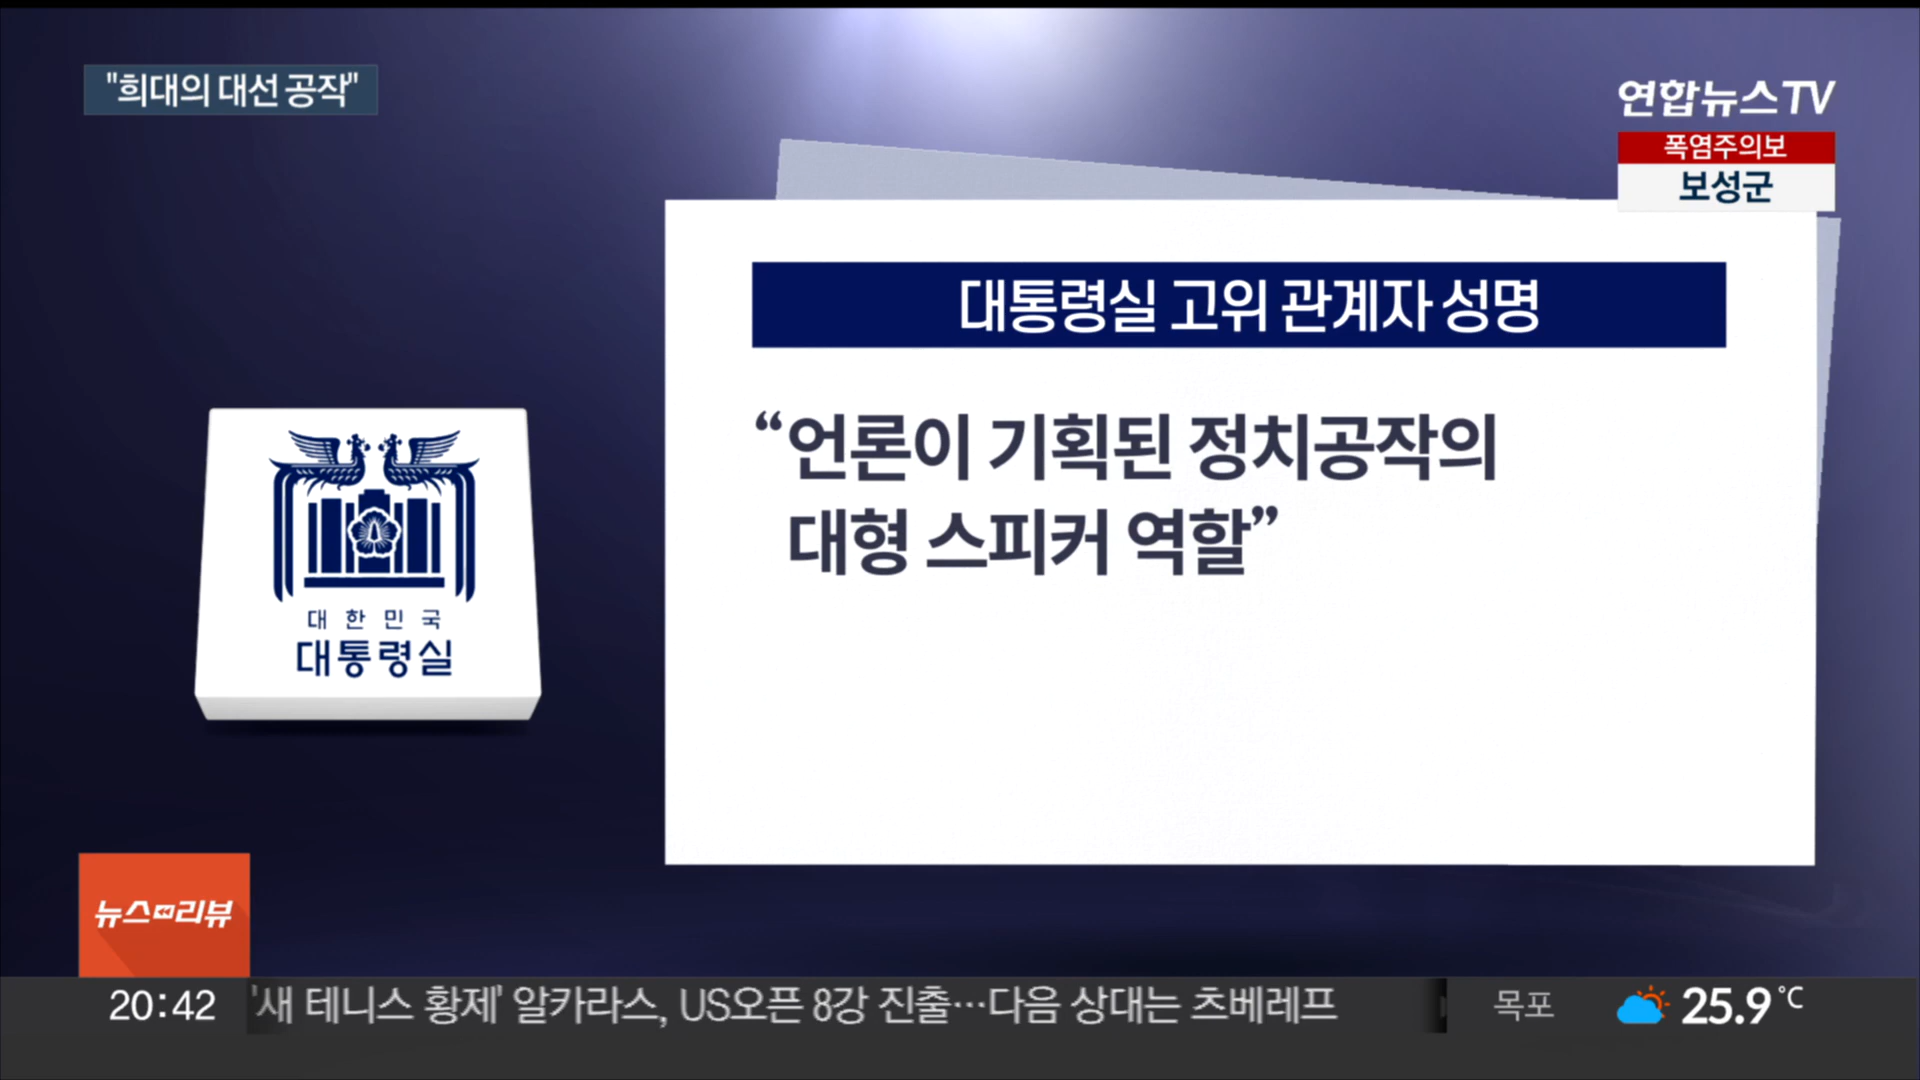 "희대의 대선 공작"
연합뉴스TV
폭염주의보
보성군
대통령실 고위 관계자 성명
“언론이 기획된 정치공작의
대형 스피커 역할”
대한민국
대통령실
뉴스리뷰
20:42 '새 테니스 황제' 알카라스, US오픈 8강 진출…다음 상대는 츠베레프 목포 25.9℃